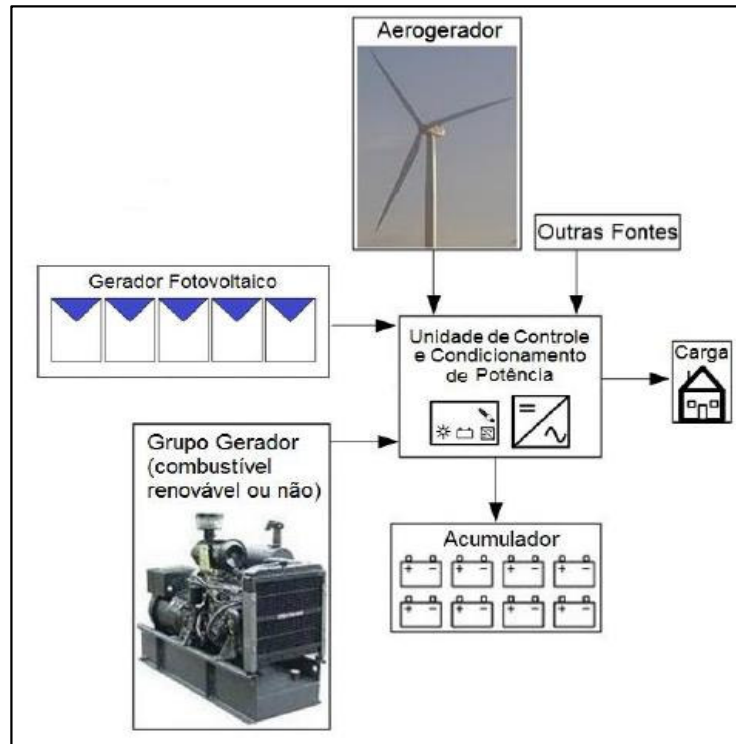 Aerogerador
Outras Fontes
Gerador Fotovoltaico
Unidade de Controle
e Condicionamento
de Potência
Carga
Grupo Gerador
(combustível
renovável ou não)
Acumulador
+ − + − + − + −
+ − + − + − + −